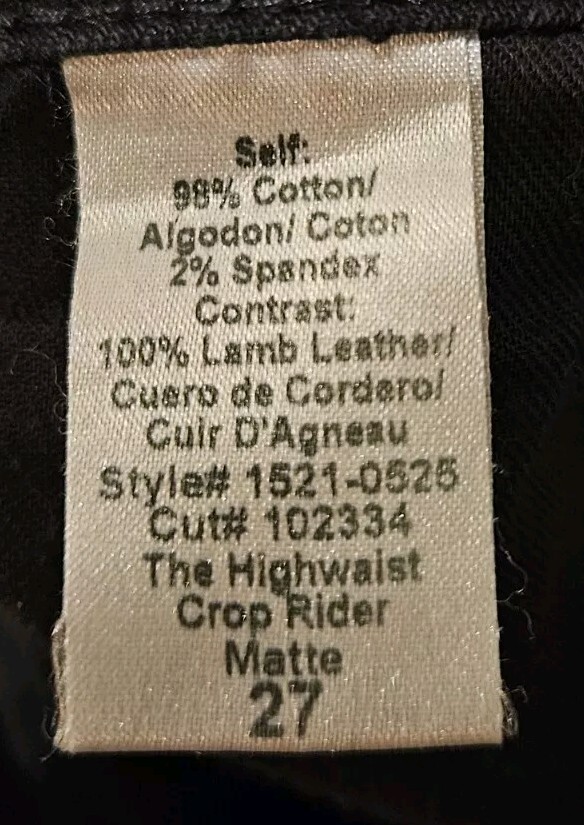 Self:
98% Cotton/
Algodon/ Coton
2% Spandex
Contrast:
100% Lamb Leather/
Cuero de Cordero/
Cuir D'Agneau
Style# 1521-0525
Cut# 102334
The Highwaist
Crop Rider
Matte
27